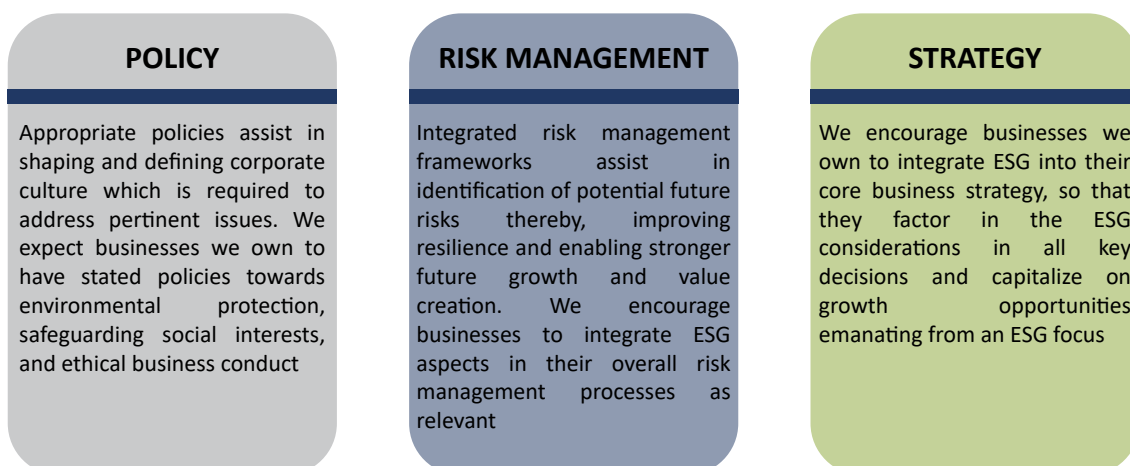 POLICY
Appropriate policies assist in
shaping and defining corporate
culture which is required to
address pertinent issues. We
expect businesses we own to
have stated policies towards
environmental protection,
safeguarding social interests,
and ethical business conduct
RISK MANAGEMENT
Integrated risk management
frameworks assist in
identification of potential future
risks thereby, improving
resilience and enabling stronger
future growth and value
creation. We encourage
businesses to integrate ESG
aspects in their overall risk
management processes as
relevant
STRATEGY
We encourage businesses we
own to integrate ESG into their
core business strategy, so that
they factor in the ESG
considerations in all key
decisions and capitalize on
growth opportunities
emanating from an ESG focus